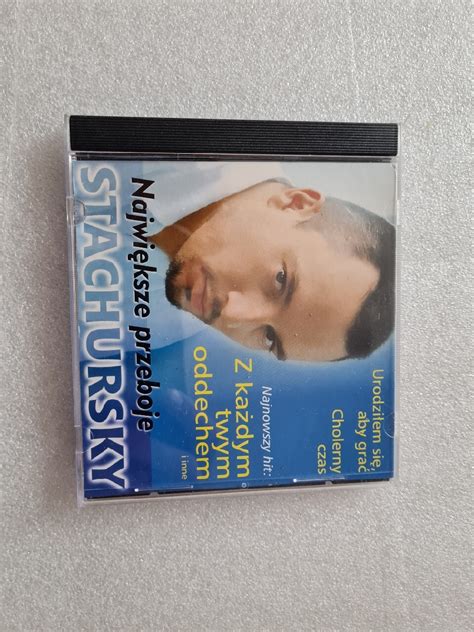 Największe przeboje
STACHURSKY
Urodziłem się,
aby grać
Cholerny
czas
Najnowszy hit:
Z każdym
twym
oddechem
i inne